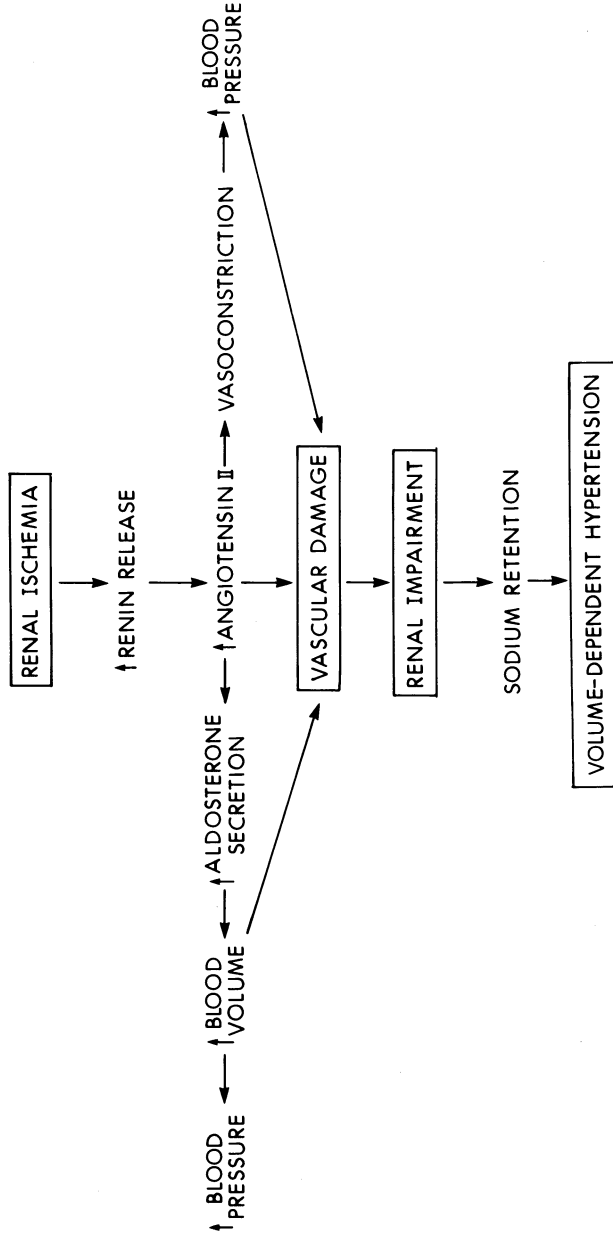 RENAL ISCHEMIA
↑RENIN RELEASE
↑BLOOD
PRESSURE
↑BLOOD
VOLUME
↑ALDOSTERONE
SECRETION
↑ANGIOTENSIN II
VASOCONSTRICTION
↑BLOOD
PRESSURE
VASCULAR DAMAGE
RENAL IMPAIRMENT
SODIUM RETENTION
VOLUME-DEPENDENT HYPERTENSION